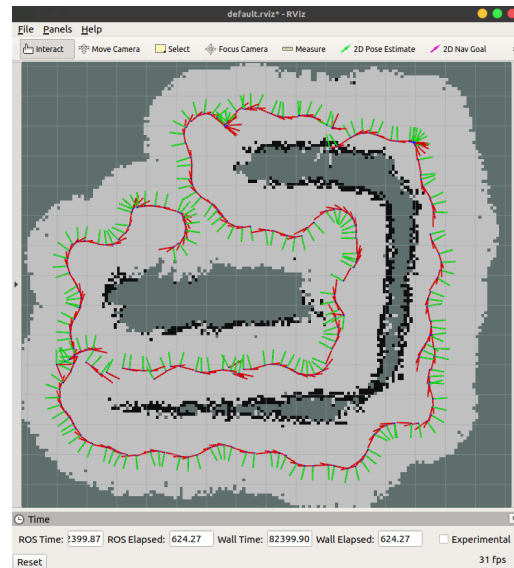 default.rviz* - RViz
File Panels Help
Interact Move Camera Select Focus Camera Measure 2D Pose Estimate 2D Nav Goal
Time
ROS Time: 2399.87 ROS Elapsed: 624.27 Wall Time: 82399.90 Wall Elapsed: 624.27 Experimental
Reset 31 fps